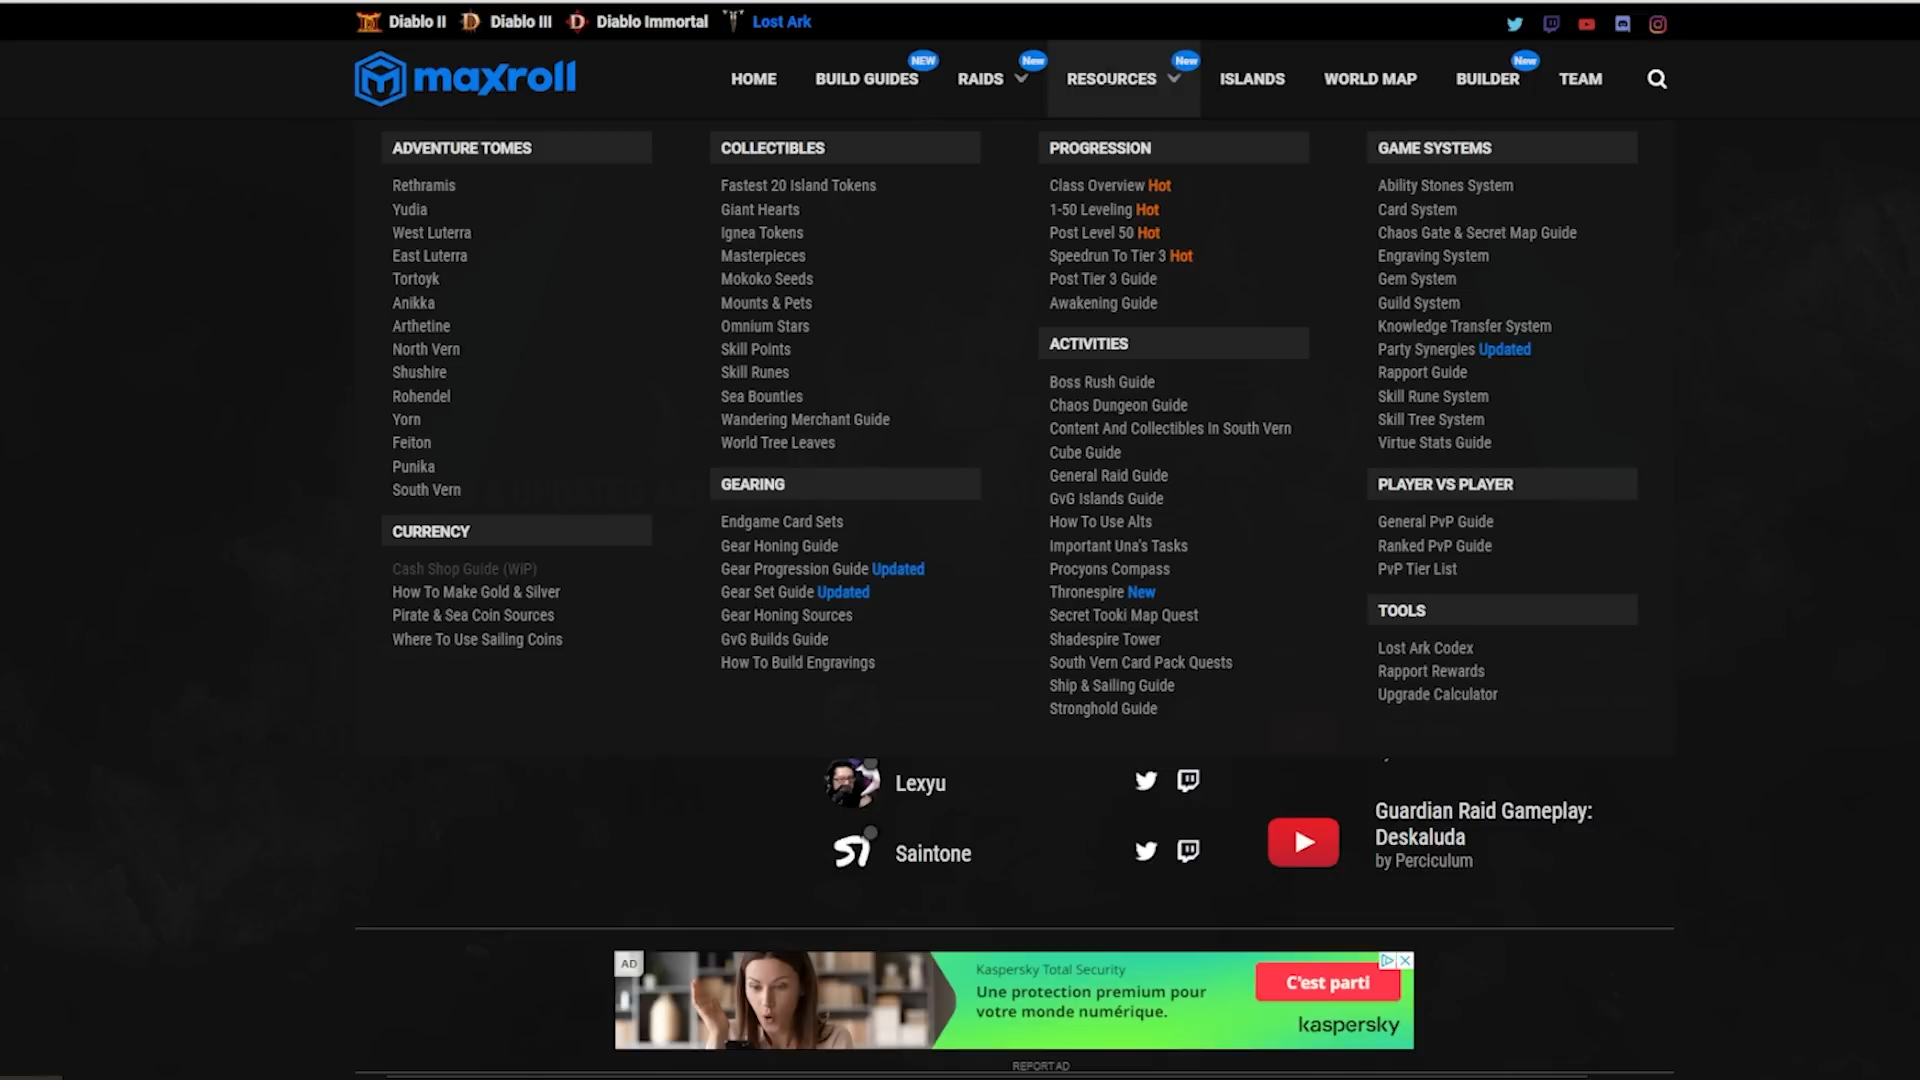 Diablo II
Diablo III
Diablo Immortal
Lost Ark
maxroll
HOME
BUILD GUIDES
NEW
RAIDS
New
RESOURCES
New
ISLANDS
WORLD MAP
BUILDER
New
TEAM
ADVENTURE TOMES
Rethramis
Yudia
West Luterra
East Luterra
Tortoyk
Anikka
Arthetine
North Vern
Shushire
Rohendel
Yorn
Feiton
Punika
South Vern
CURRENCY
Cash Shop Guide (WiP)
How To Make Gold & Silver
Pirate & Sea Coin Sources
Where To Use Sailing Coins
COLLECTIBLES
Fastest 20 Island Tokens
Giant Hearts
Ignea Tokens
Masterpieces
Mokoko Seeds
Mounts & Pets
Omnium Stars
Skill Points
Skill Runes
Sea Bounties
Wandering Merchant Guide
World Tree Leaves
GEARING
Endgame Card Sets
Gear Honing Guide
Gear Progression Guide Updated
Gear Set Guide Updated
Gear Honing Sources
GvG Builds Guide
How To Build Engravings
PROGRESSION
Class Overview Hot
1-50 Leveling Hot
Post Level 50 Hot
Speedrun To Tier 3 Hot
Post Tier 3 Guide
Awakening Guide
ACTIVITIES
Boss Rush Guide
Chaos Dungeon Guide
Content And Collectibles In South Vern
Cube Guide
General Raid Guide
GvG Islands Guide
How To Use Alts
Important Una's Tasks
Procyons Compass
Thronespire New
Secret Tooki Map Quest
Shadespire Tower
South Vern Card Pack Quests
Ship & Sailing Guide
Stronghold Guide
GAME SYSTEMS
Ability Stones System
Card System
Chaos Gate & Secret Map Guide
Engraving System
Gem System
Guild System
Knowledge Transfer System
Party Synergies Updated
Rapport Guide
Skill Rune System
Skill Tree System
Virtue Stats Guide
PLAYER VS PLAYER
General PvP Guide
Ranked PvP Guide
PvP Tier List
TOOLS
Lost Ark Codex
Rapport Rewards
Upgrade Calculator
Lexyu
Saintone
Guardian Raid Gameplay:
Deskaluda
by Perciculum
AD
Kaspersky Total Security
Une protection premium pour
votre monde numérique.
C'est parti
kaspersky
REPORT AD